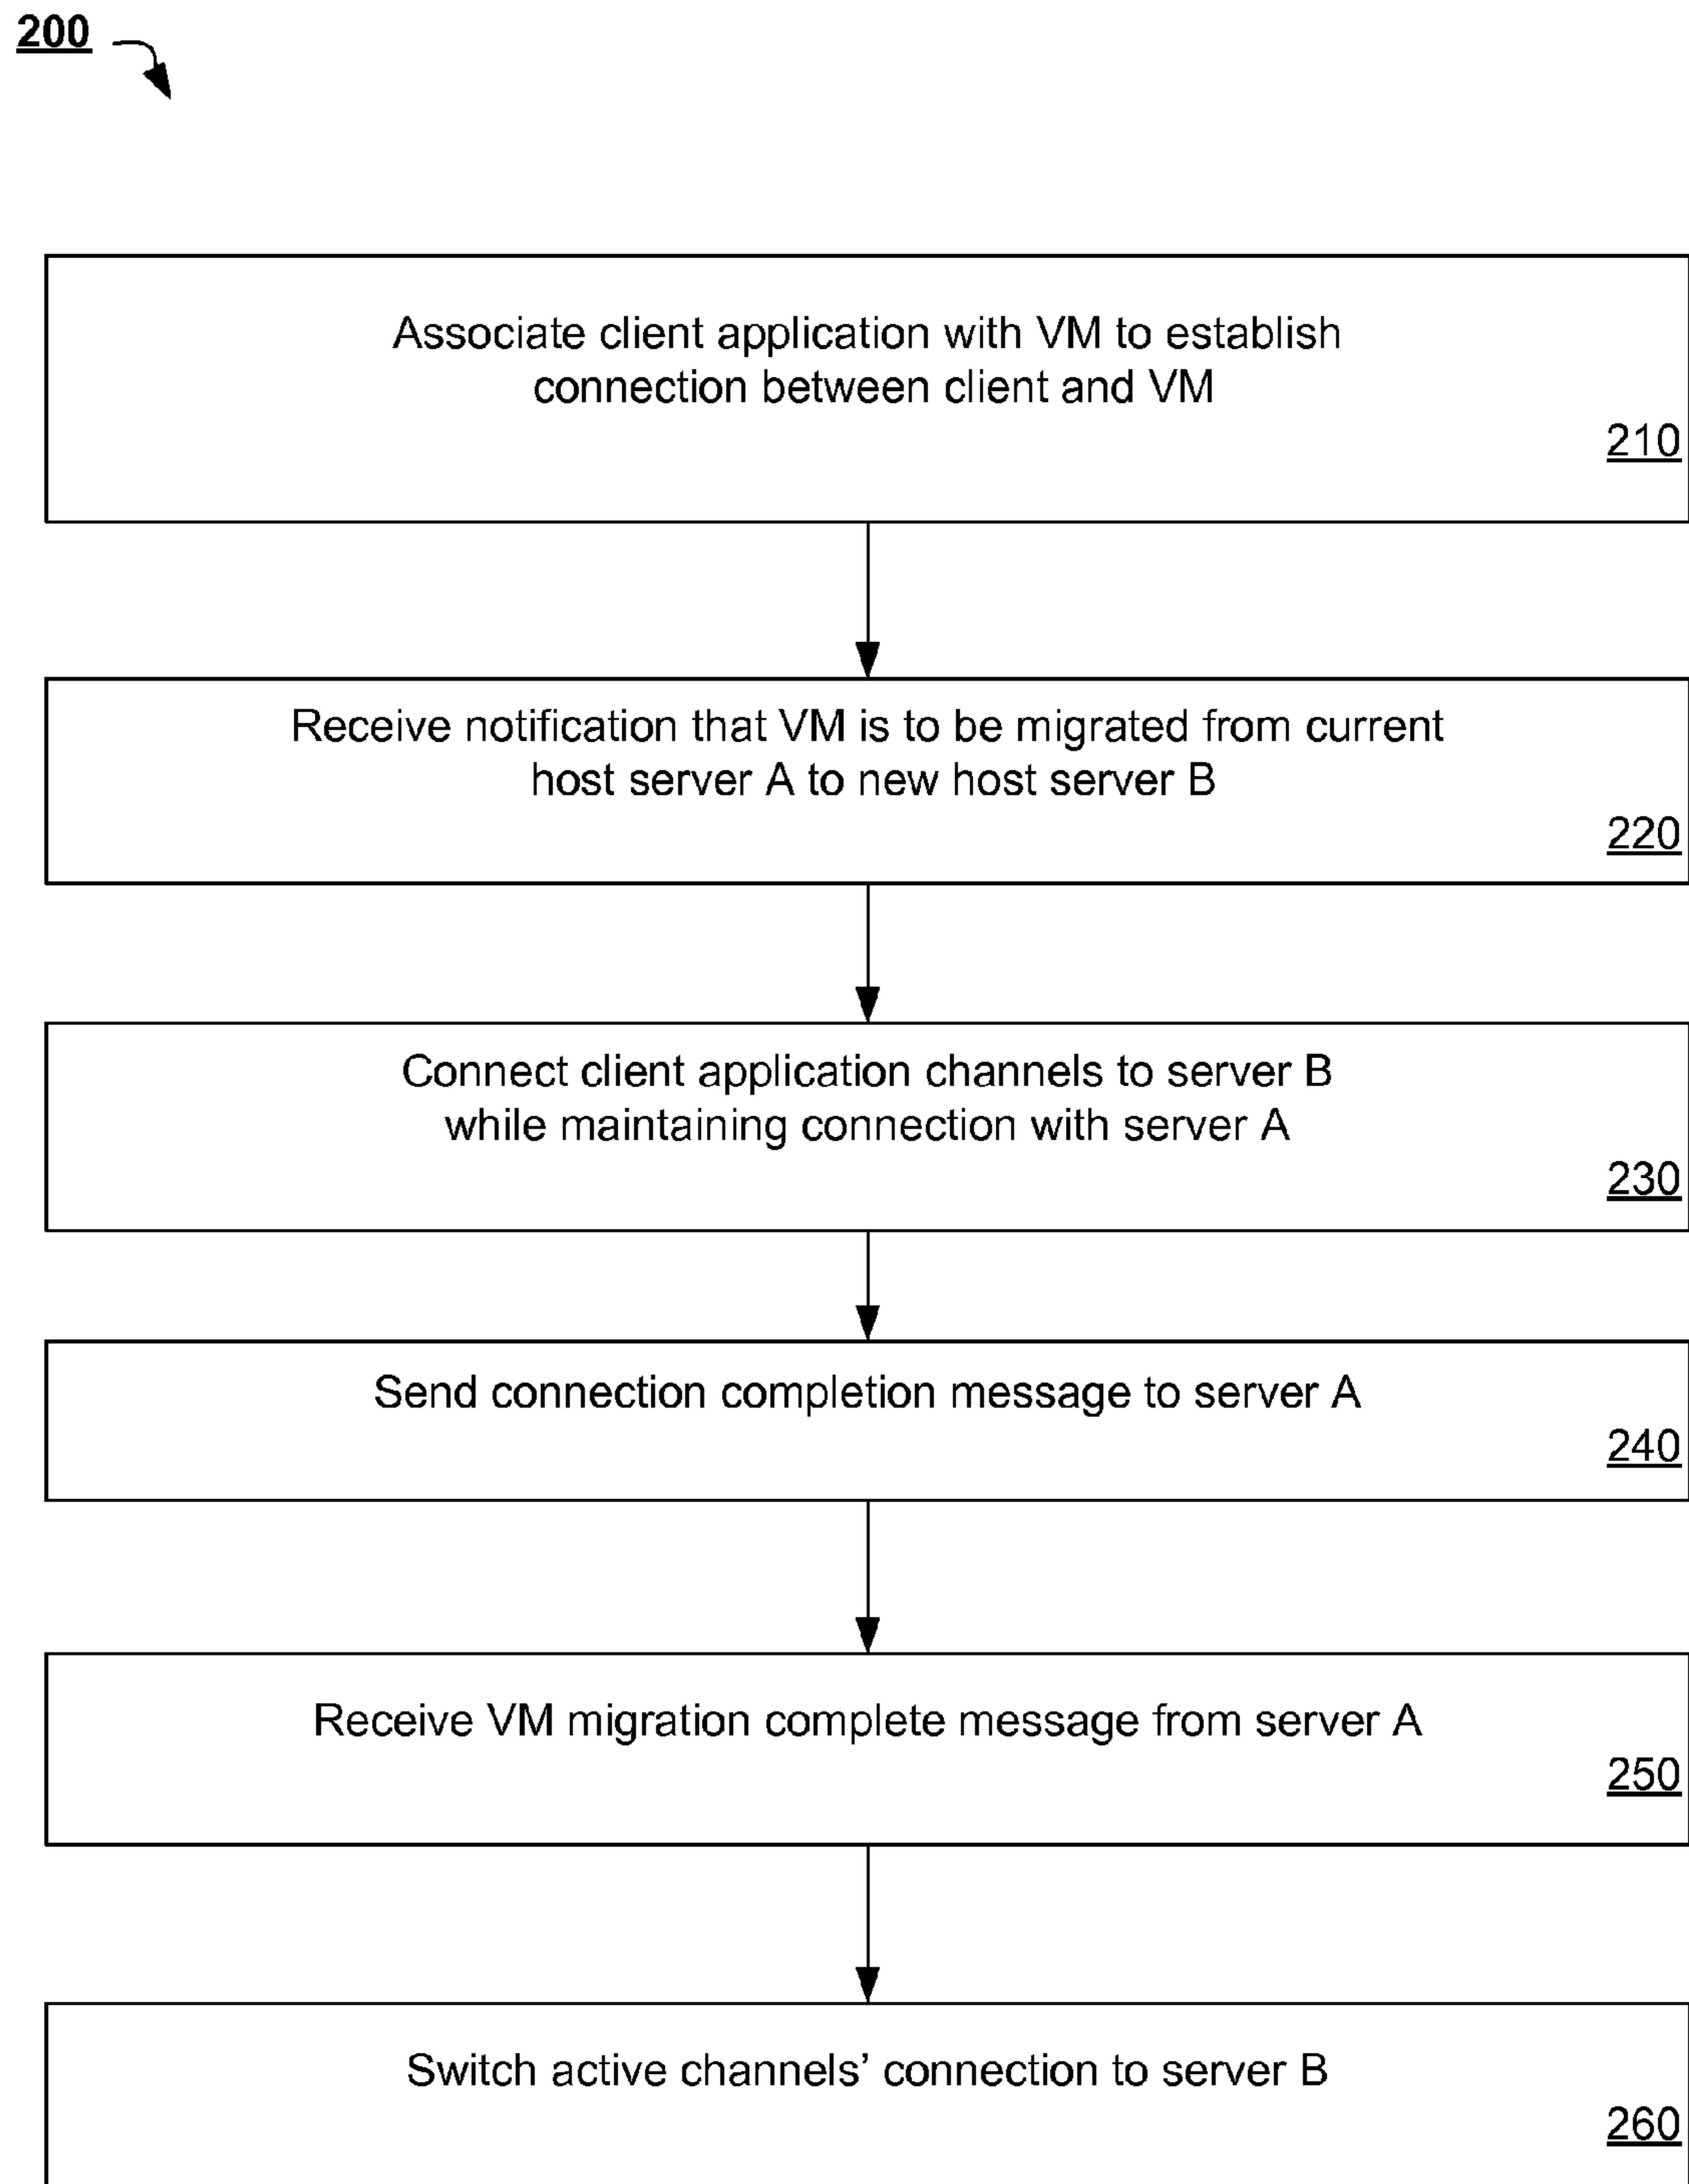 200
Associate client application with VM to establish
connection between client and VM
210
Receive notification that VM is to be migrated from current
host server A to new host server B
220
Connect client application channels to server B
while maintaining connection with server A
230
Send connection completion message to server A
240
Receive VM migration complete message from server A
250
Switch active channels’ connection to server B
260